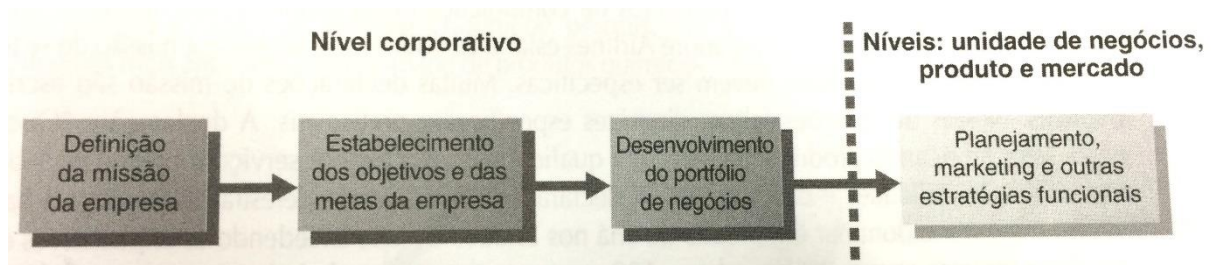 Nível corporativo
Níveis: unidade de negócios,
produto e mercado
Definição
da missão
da empresa
Estabelecimento
dos objetivos e das
metas da empresa
Desenvolvimento
do portfólio
de negócios
Planejamento,
marketing e outras
estratégias funcionais